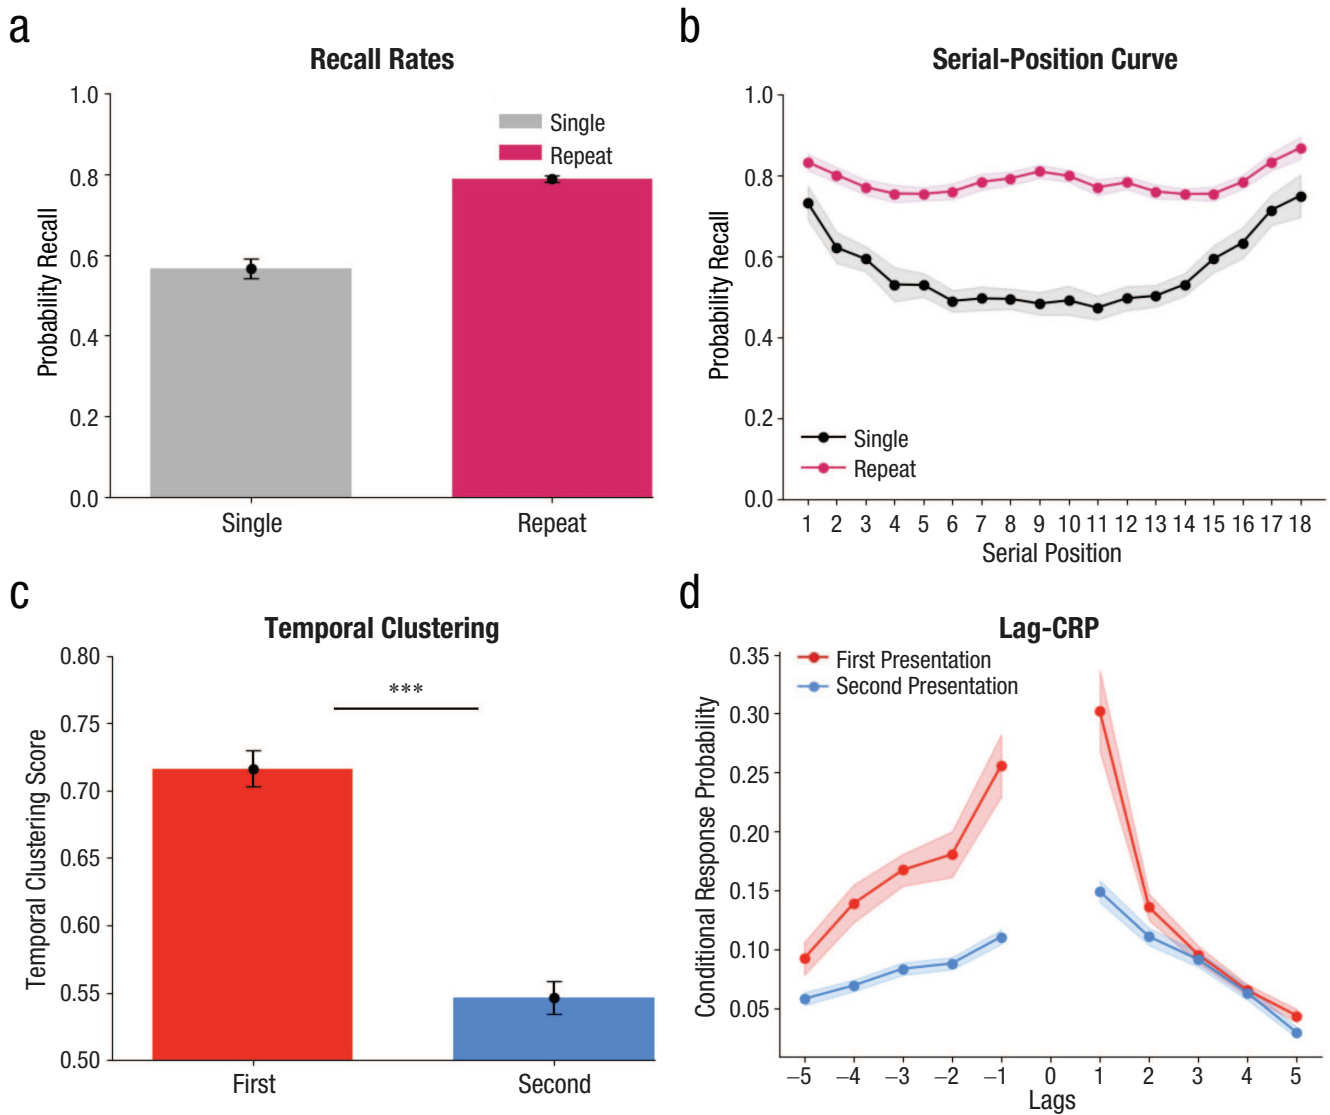 a
Recall Rates
Probability Recall
1.0
0.8
0.6
0.4
0.2
0.0
Single
Repeat
Single
Repeat
b
Serial-Position Curve
Probability Recall
1.0
0.8
0.6
0.4
0.2
0.0
Single
Repeat
1 2 3 4 5 6 7 8 9 10 11 12 13 14 15 16 17 18
Serial Position
c
Temporal Clustering
Temporal Clustering Score
0.80
0.75
0.70
0.65
0.60
0.55
0.50
***
First
Second
d
Lag-CRP
Conditional Response Probability
0.35
0.30
0.25
0.20
0.15
0.10
0.05
First Presentation
Second Presentation
−5 −4 −3 −2 −1 0 1 2 3 4 5
Lags